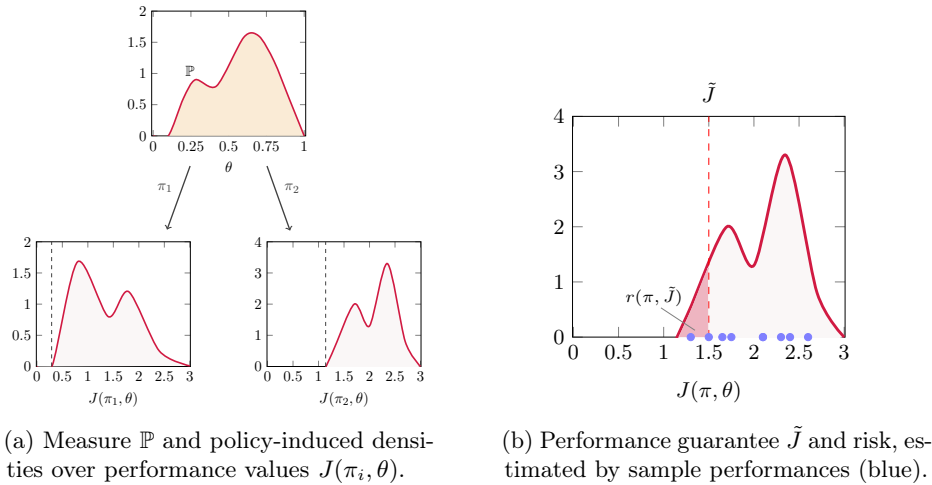 2
1.5
ℙ
1
0.5
0
0 0.25 0.5 0.75 1
θ
π₁ π₂
2
1.5
1
0.5
0
0 0.5 1 1.5 2 2.5 3
J(π₁, θ)
4
3
2
1
0
0 0.5 1 1.5 2 2.5 3
J(π₂, θ)
(a) Measure ℙ and policy-induced densi-
ties over performance values J(πᵢ, θ).
J̃
4
3
2
1
r(π, J̃)
0
0 0.5 1 1.5 2 2.5 3
J(π, θ)
(b) Performance guarantee J̃ and risk, es-
timated by sample performances (blue).